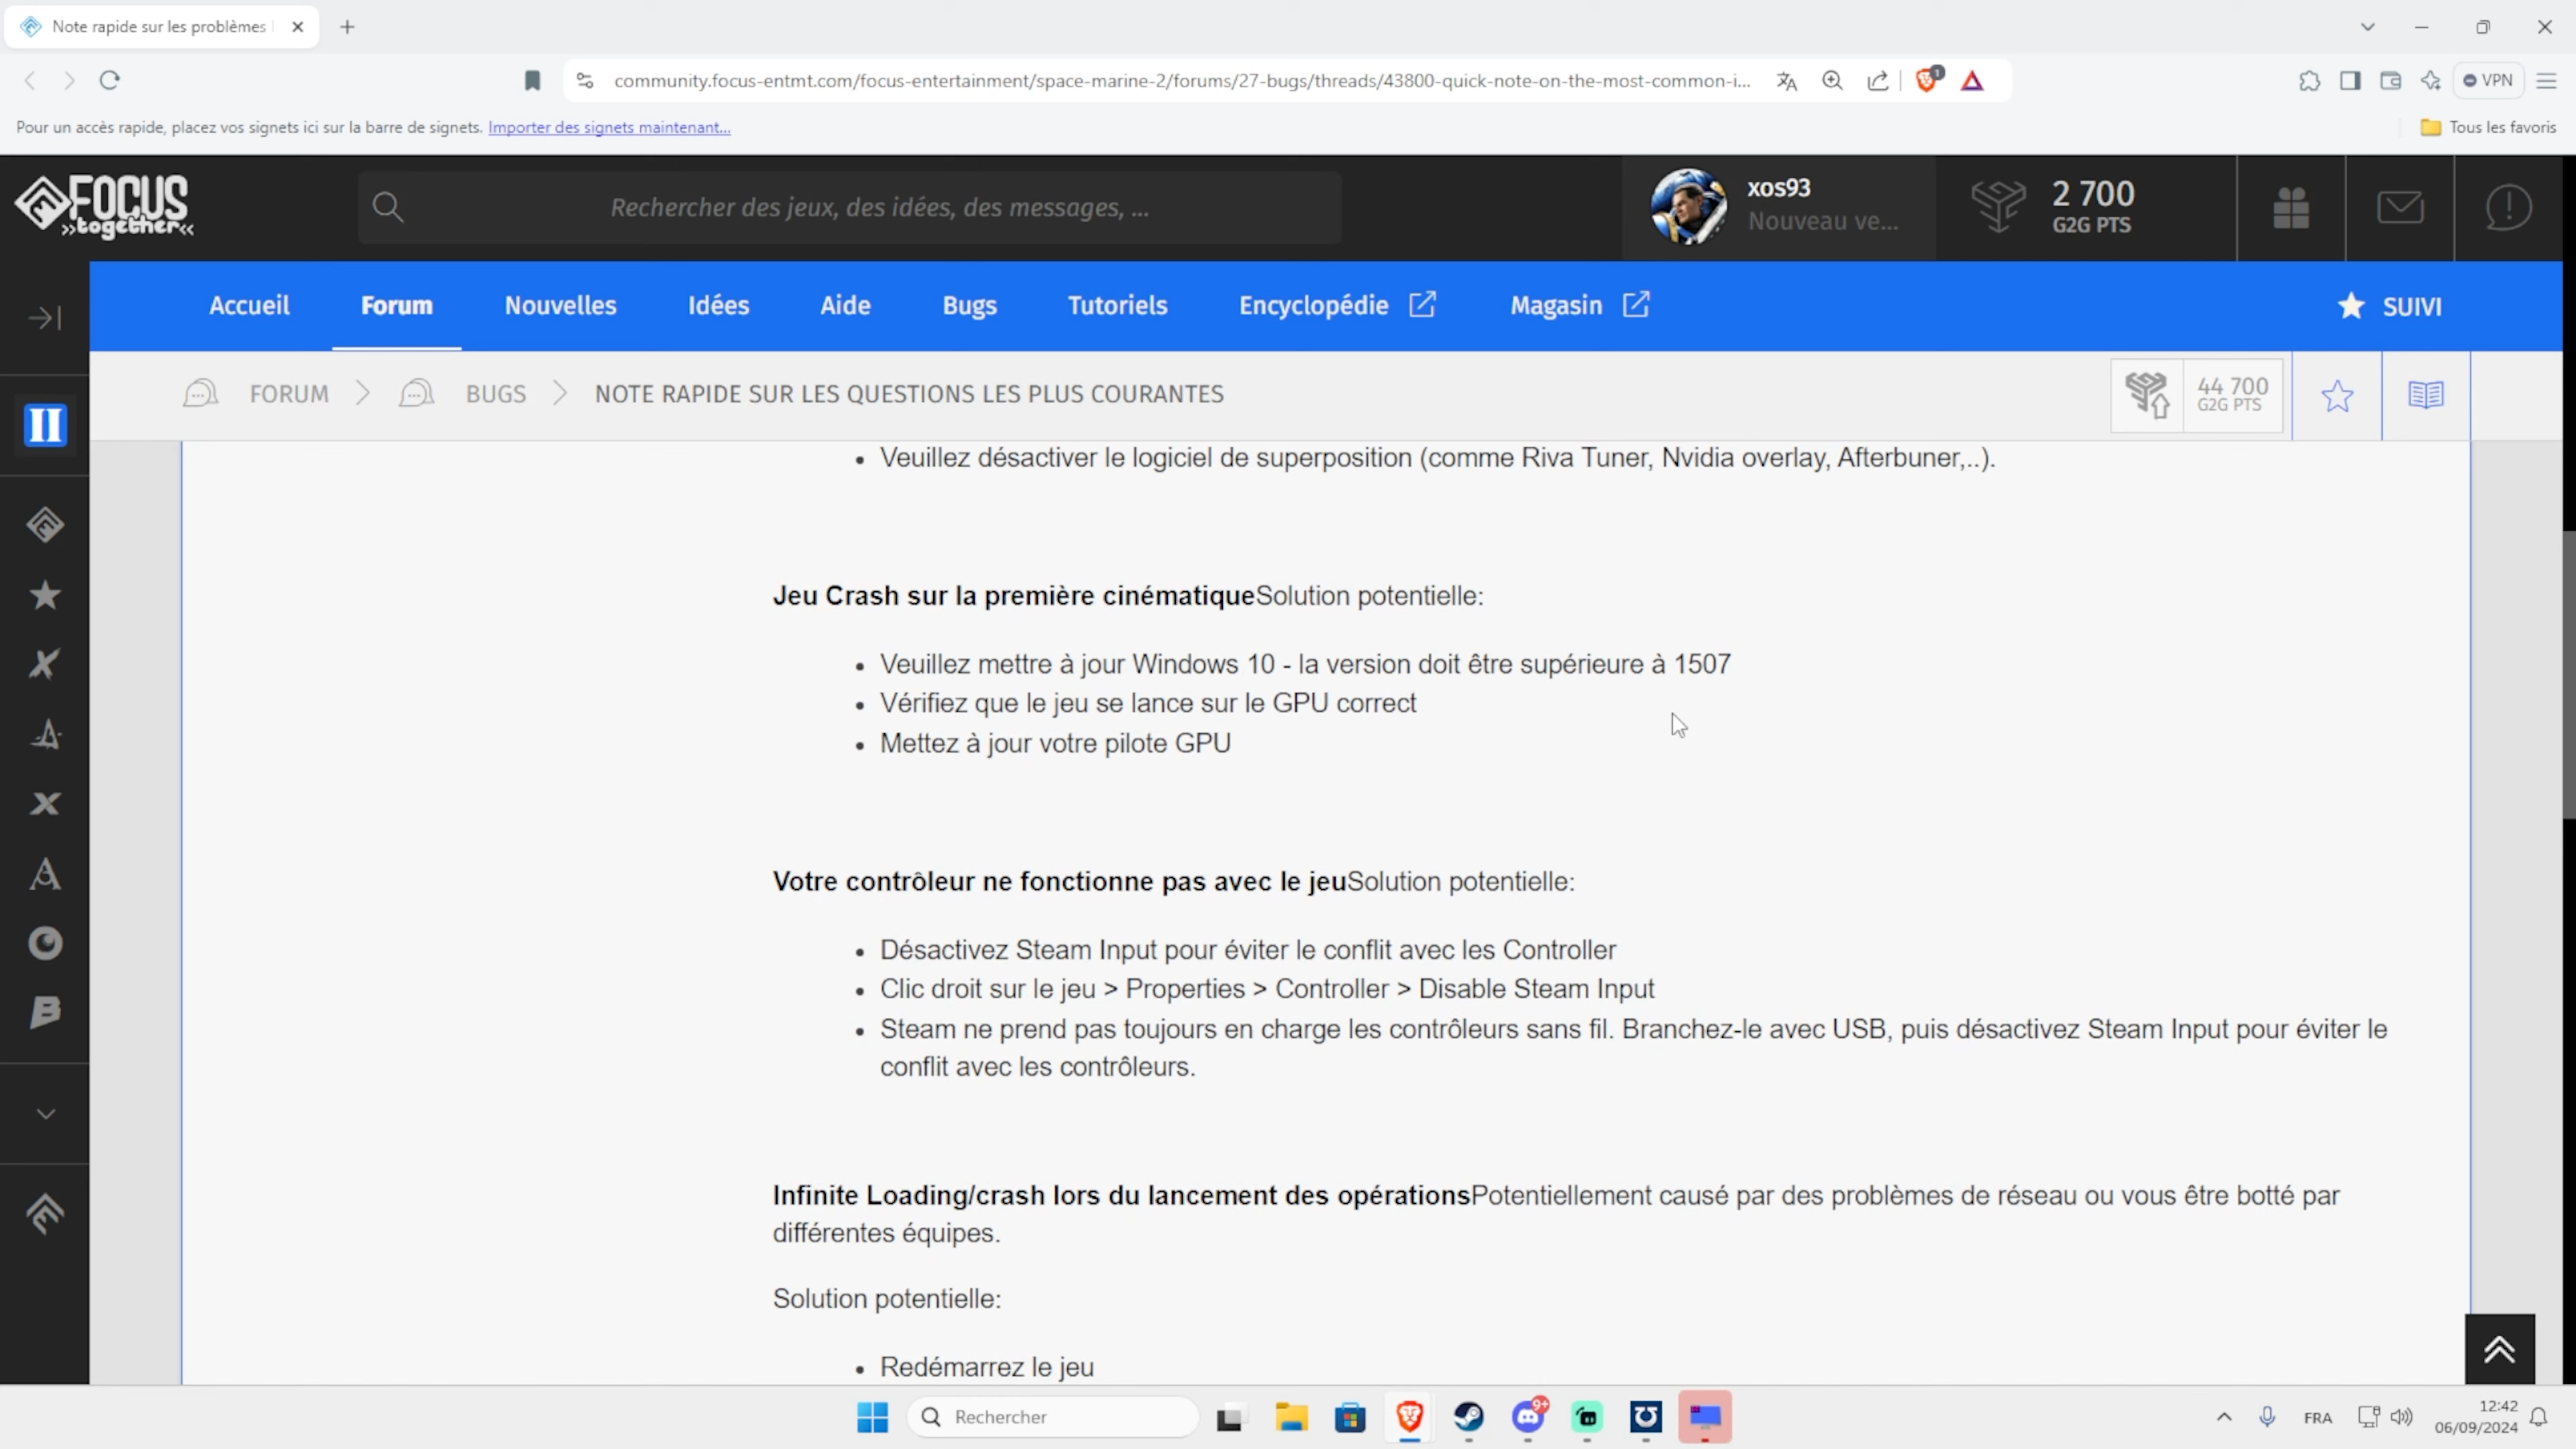 Note rapide sur les problèmes
community.focus-entmt.com/focus-entertainment/space-marine-2/forums/27-bugs/threads/43800-quick-note-on-the-most-common-i...
1
VPN
Pour un accès rapide, placez vos signets ici sur la barre de signets. Importer des signets maintenant...
Tous les favoris
FOCUS
»together«
Rechercher des jeux, des idées, des messages, ...
xos93
Nouveau ve...
2 700
G2G PTS
Accueil
Forum
Nouvelles
Idées
Aide
Bugs
Tutoriels
Encyclopédie
Magasin
SUIVI
II
FORUM
BUGS
NOTE RAPIDE SUR LES QUESTIONS LES PLUS COURANTES
44 700
G2G PTS
• Veuillez désactiver le logiciel de superposition (comme Riva Tuner, Nvidia overlay, Afterbuner,..).
Jeu Crash sur la première cinématiqueSolution potentielle:
• Veuillez mettre à jour Windows 10 - la version doit être supérieure à 1507
• Vérifiez que le jeu se lance sur le GPU correct
• Mettez à jour votre pilote GPU
Votre contrôleur ne fonctionne pas avec le jeuSolution potentielle:
• Désactivez Steam Input pour éviter le conflit avec les Controller
• Clic droit sur le jeu > Properties > Controller > Disable Steam Input
• Steam ne prend pas toujours en charge les contrôleurs sans fil. Branchez-le avec USB, puis désactivez Steam Input pour éviter le
conflit avec les contrôleurs.
Infinite Loading/crash lors du lancement des opérationsPotentiellement causé par des problèmes de réseau ou vous être botté par
différentes équipes.
Solution potentielle:
• Redémarrez le jeu
Rechercher
9+
FRA
12:42
06/09/2024